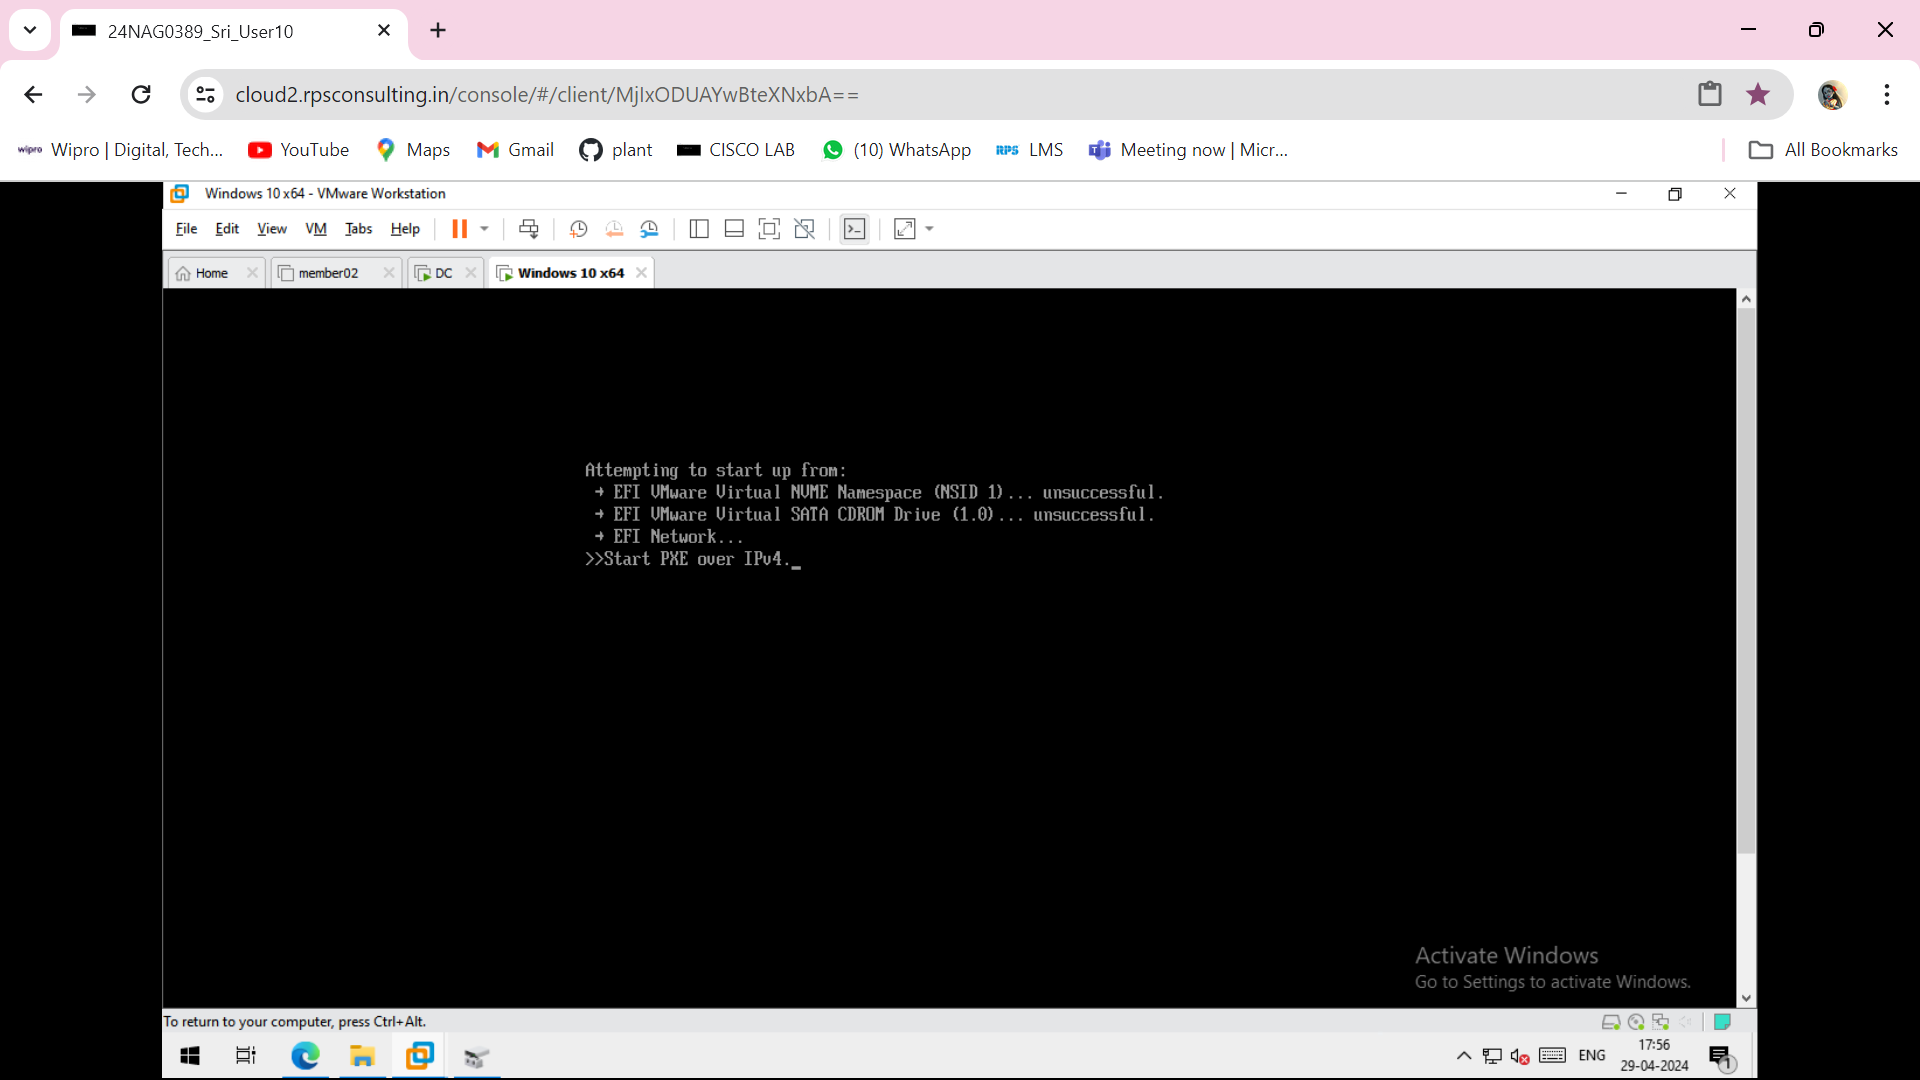 24NAG0389_Sri_User10
cloud2.rpsconsulting.in/console/#/client/MjIxODUAYwBteXNxbA==
wipro Wipro | Digital, Tech... YouTube Maps Gmail plant CISCO LAB (10) WhatsApp RPS LMS Meeting now | Micr... All Bookmarks
Windows 10 x64 - VMware Workstation
File Edit View VM Tabs Help
Home member02 DC Windows 10 x64
Attempting to start up from:
→ EFI VMware Virtual NVME Namespace (NSID 1)... unsuccessful.
→ EFI VMware Virtual SATA CDROM Drive (1.0)... unsuccessful.
→ EFI Network...
>>Start PXE over IPv4._
Activate Windows
Go to Settings to activate Windows.
To return to your computer, press Ctrl+Alt.
ENG
17:56
29-04-2024
1